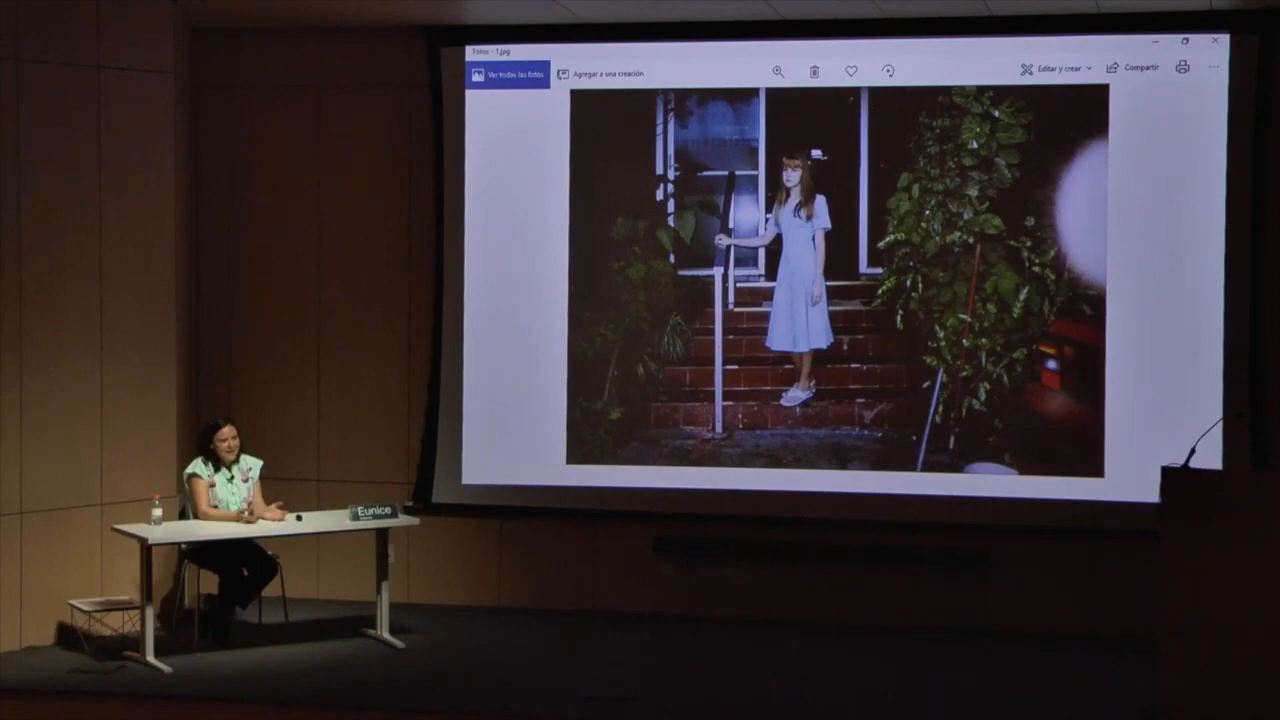 Fotos - 1.jpg
Ver todas las fotos
Agregar a una creación
Editar y crear
Compartir
Eunice